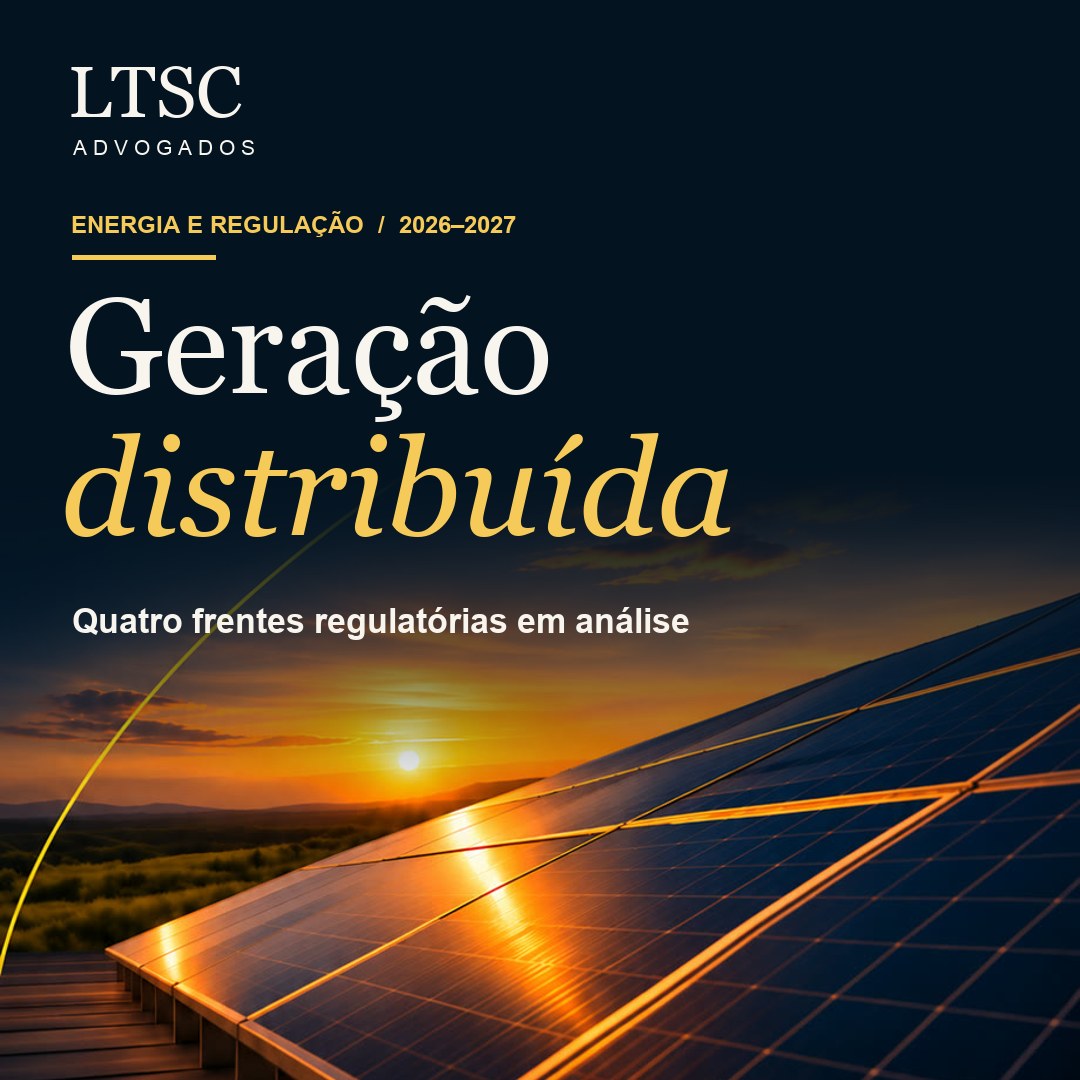 LTSC
ADVOGADOS
ENERGIA E REGULAÇÃO / 2026–2027
Geração
distribuída
Quatro frentes regulatórias em análise